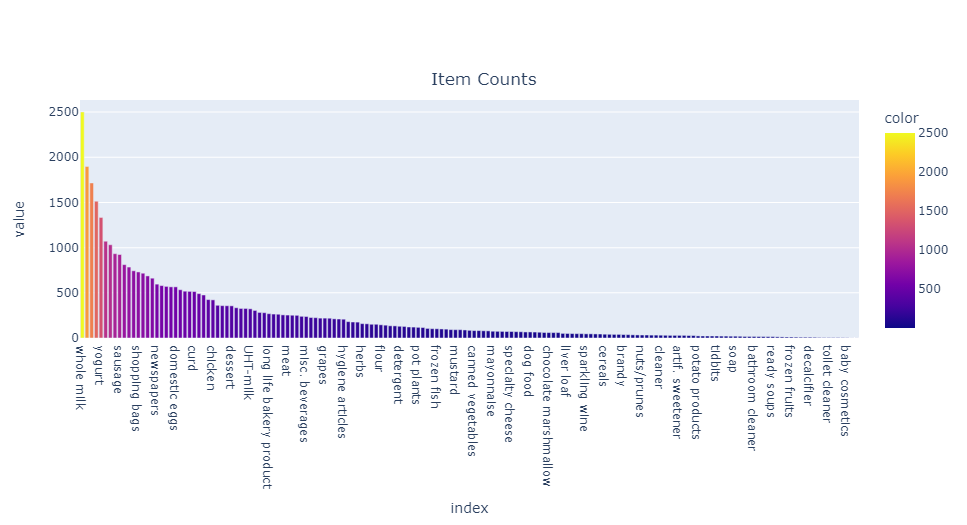 Item Counts
value
2500
2000
1500
1000
500
0
whole milk
yogurt
sausage
shopping bags
newspapers
domestic eggs
curd
chicken
dessert
UHT-milk
long life bakery product
meat
misc. beverages
grapes
hygiene articles
herbs
flour
detergent
pot plants
frozen fish
mustard
canned vegetables
mayonnaise
specialty cheese
dog food
chocolate marshmallow
liver loaf
sparkling wine
cereals
brandy
nuts/prunes
cleaner
artif. sweetener
potato products
tidbits
soap
bathroom cleaner
ready soups
frozen fruits
decalcifier
toilet cleaner
baby cosmetics
index
color
2500
2000
1500
1000
500